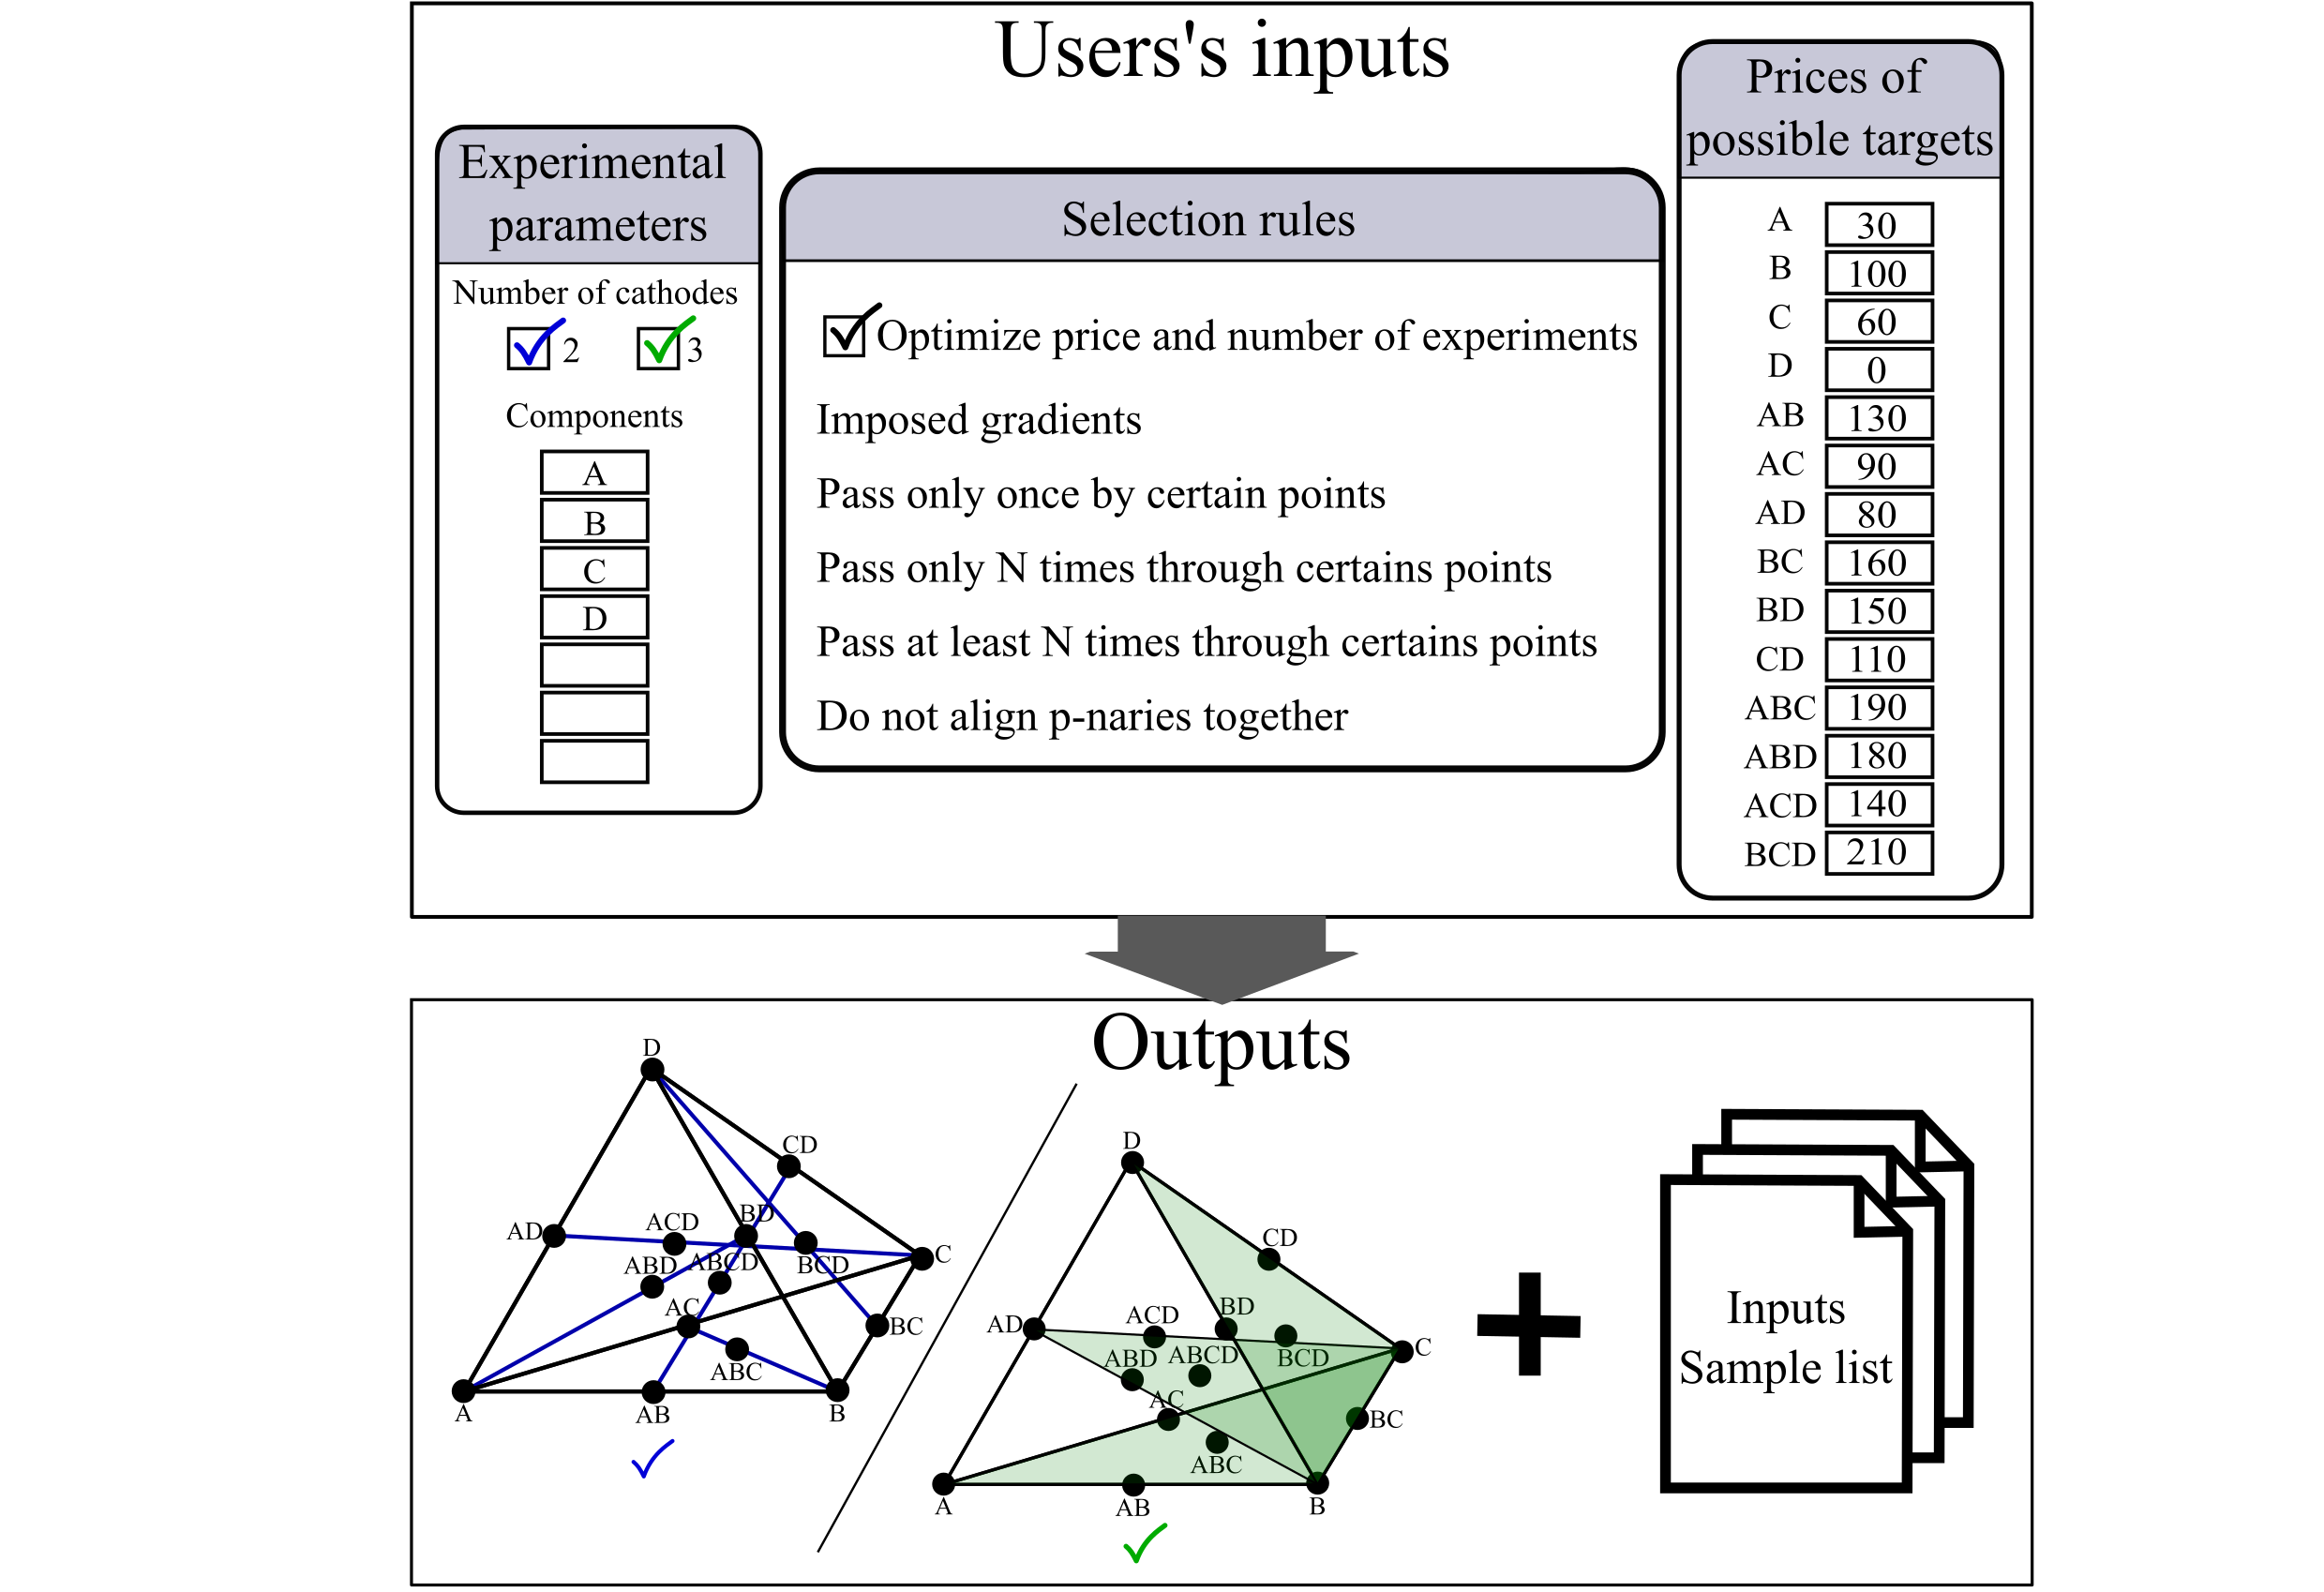 Users's inputs
Experimental
parameters
Number of cathodes
2 3
Components
A
B
C
D
Selection rules
Optimize price and number of experiments
Imposed gradients
Pass only once by certain points
Pass only N times through certains points
Pass at least N times through certains points
Do not align p-naries together
Prices of
possible targets
A 30
B 100
C 60
D 0
AB 130
AC 90
AD 80
BC 160
BD 150
CD 110
ABC 190
ABD 180
ACD 140
BCD 210
Outputs
D
CD
BD
AD
ACD
C
ABD
ABCD
BCD
AC
BC
ABC
A
AB
B
D
CD
BD
AD
ACD
C
ABD
ABCD
BCD
AC
BC
ABC
A
AB
B
Inputs
Sample list